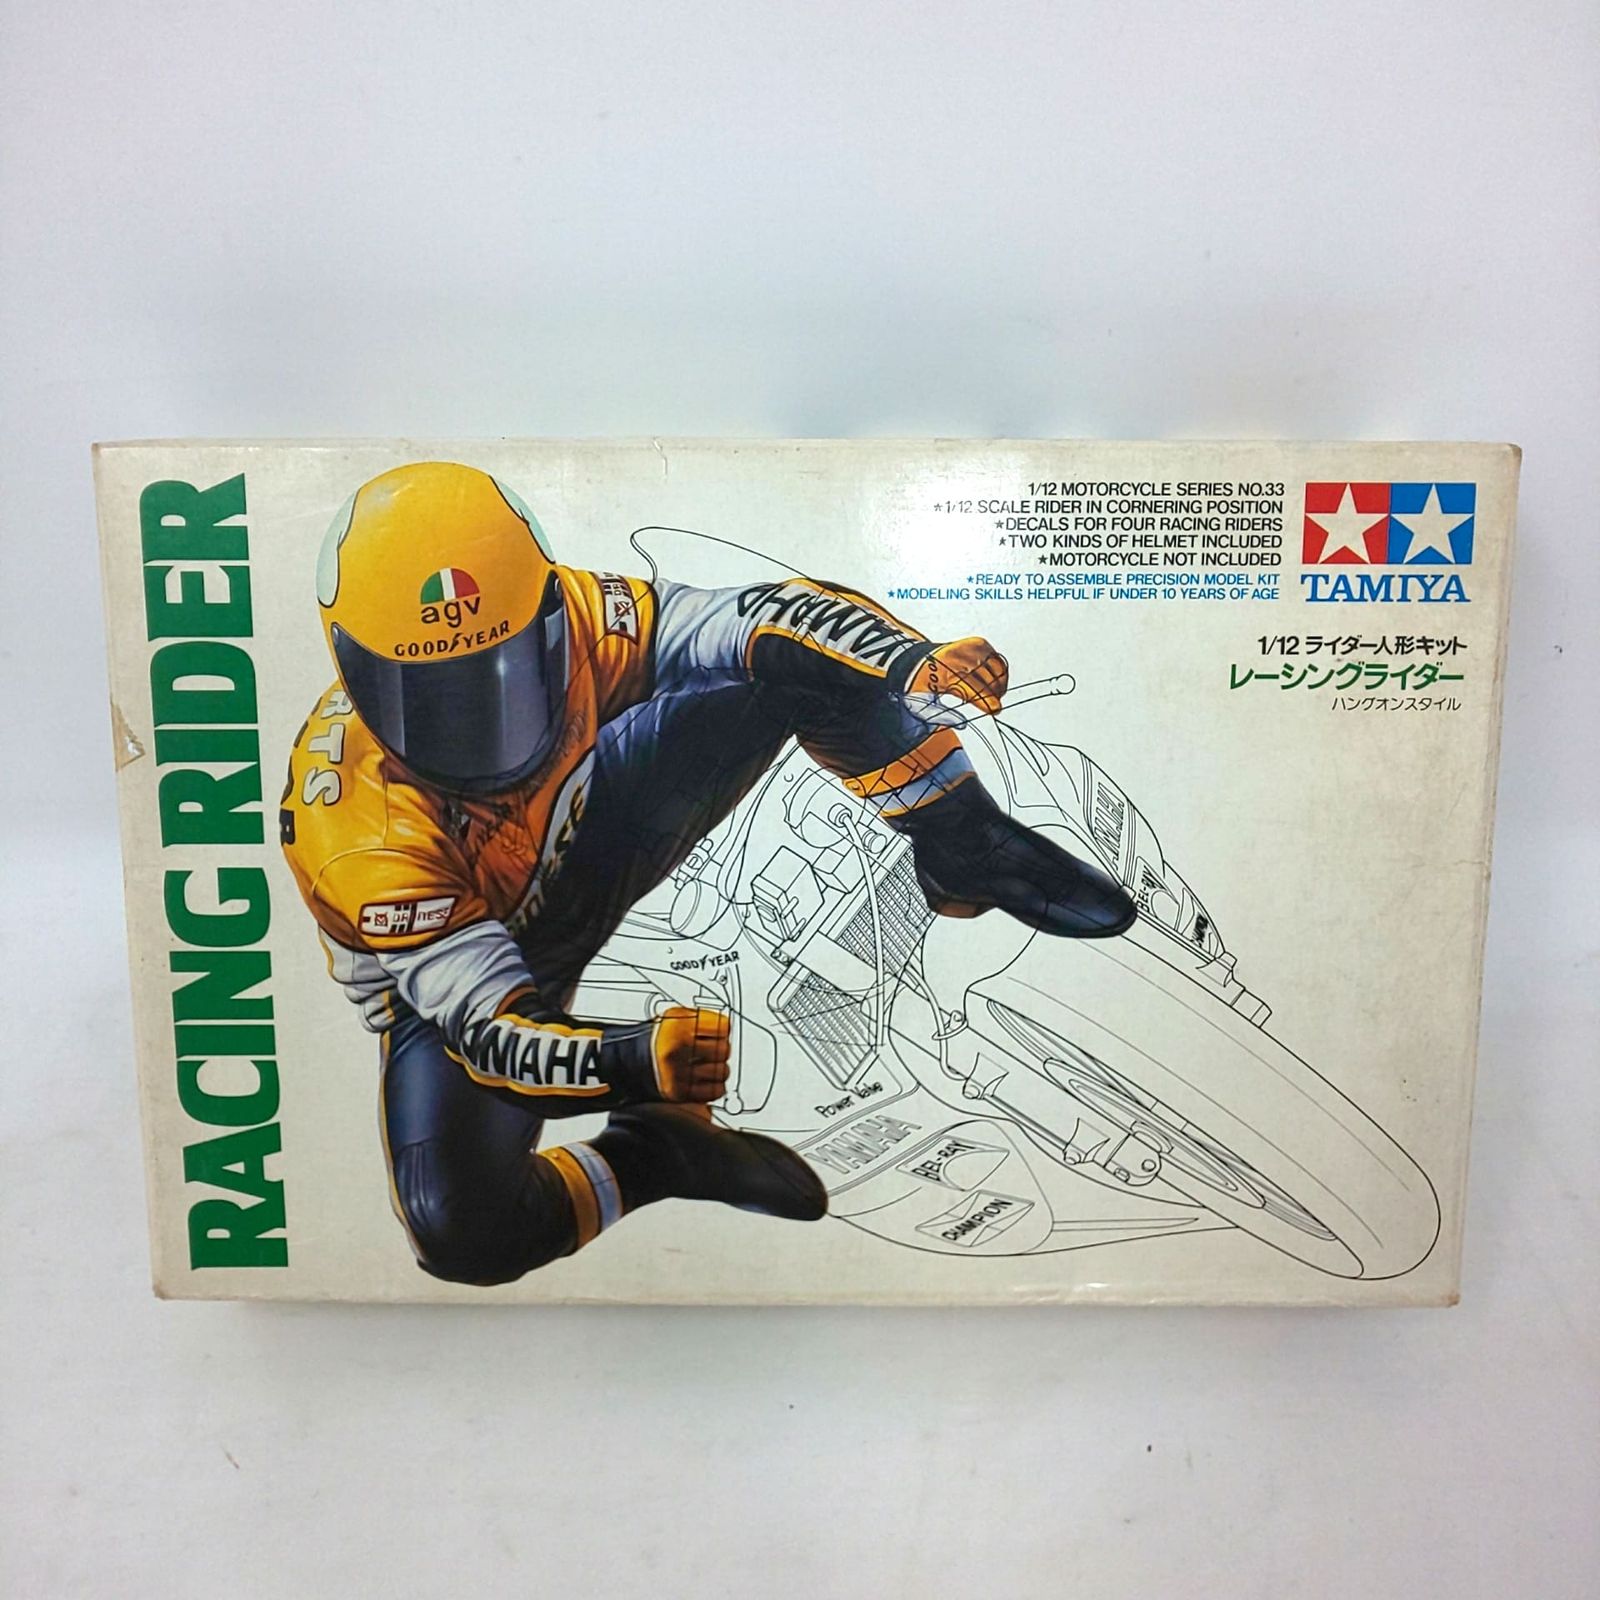 RACING RIDER
1/12 MOTORCYCLE SERIES NO.33
★1/12 SCALE RIDER IN CORNERING POSITION
★DECALS FOR FOUR RACING RIDERS
★TWO KINDS OF HELMET INCLUDED
★MOTORCYCLE NOT INCLUDED
★READY TO ASSEMBLE PRECISION MODEL KIT
★MODELING SKILLS HELPFUL IF UNDER 10 YEARS OF AGE
TAMIYA
1/12 ライダー人形キット
レーシングライダー
ハングオンスタイル
agv
GOODYEAR
YAMAHA
GOODYEAR
YAMAHA
Power Valve
YAMAHA
BEL-RAY
CHAMPION
BEL-RAY